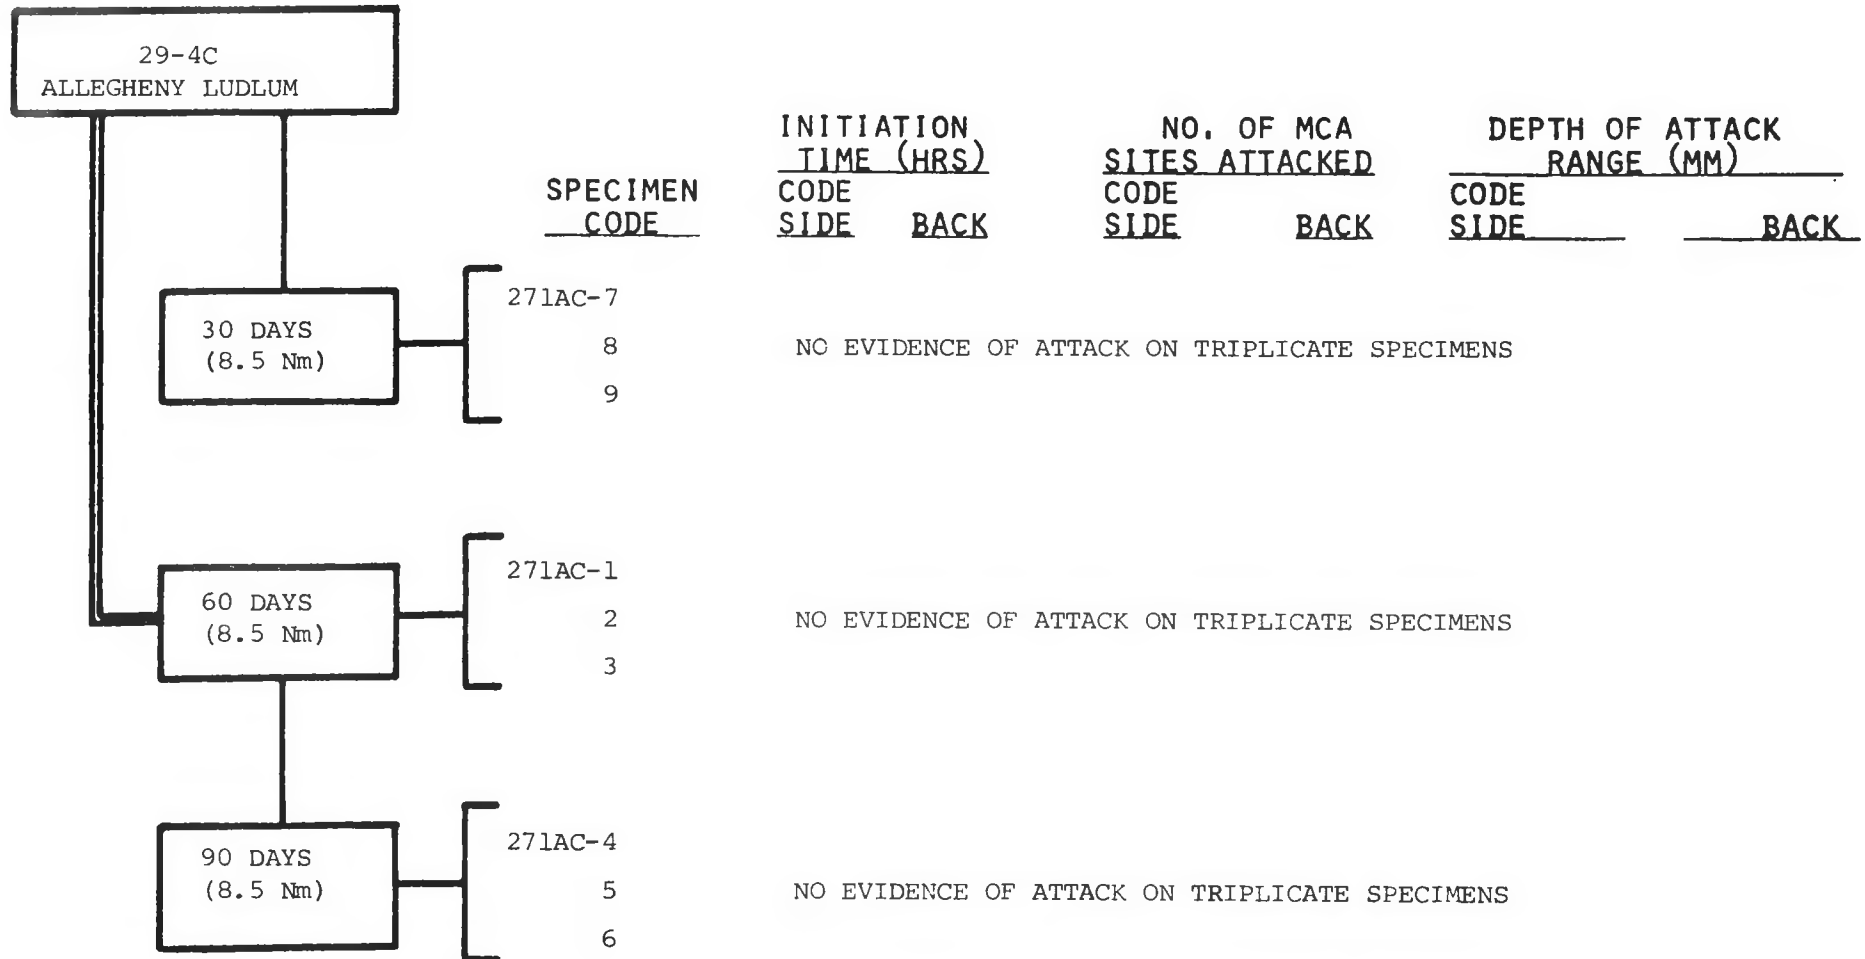 29-4C
ALLEGHENY LUDLUM
INITIATION TIME (HRS)
NO. OF MCA SITES ATTACKED
DEPTH OF ATTACK RANGE (MM)
SPECIMEN CODE
CODE SIDE BACK
CODE SIDE BACK
CODE SIDE BACK
30 DAYS
(8.5 Nm)
271AC-7
8
9
NO EVIDENCE OF ATTACK ON TRIPLICATE SPECIMENS
60 DAYS
(8.5 Nm)
271AC-1
2
3
NO EVIDENCE OF ATTACK ON TRIPLICATE SPECIMENS
90 DAYS
(8.5 Nm)
271AC-4
5
6
NO EVIDENCE OF ATTACK ON TRIPLICATE SPECIMENS